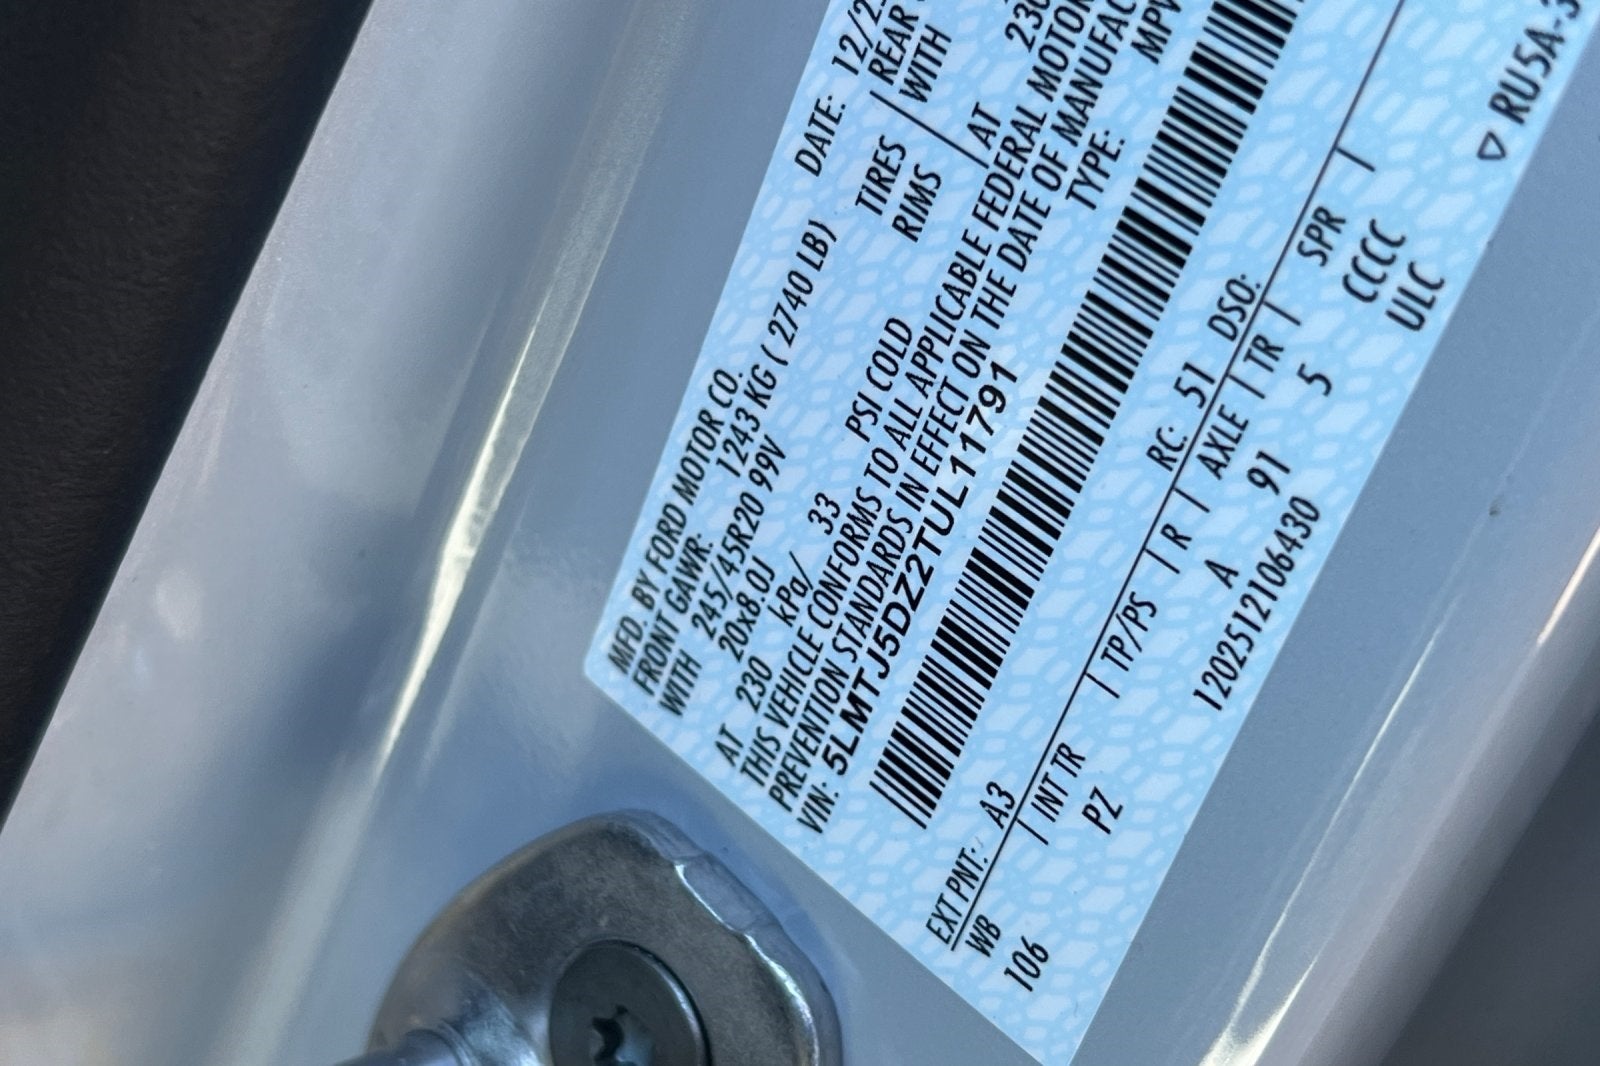 MFD. BY FORD MOTOR CO.
DATE: 12/2
FRONT GAWR: 1243 KG ( 2740 LB)
REAR
WITH 245/45R20 99V TIRES WITH
20x8.0J RIMS
AT 230 kPa/ 33 PSI COLD AT 230
THIS VEHICLE CONFORMS TO ALL APPLICABLE FEDERAL MOTOR
PREVENTION STANDARDS IN EFFECT ON THE DATE OF MANUFAC
VIN: 5LMTJ5DZ2TUL11791
TYPE: MPV
EXT PNT: A3 RC: 51 DSO:
WB | INT TR | TP/PS | R | AXLE | TR | SPR |
106 PZ A 91 5 CCCC
1202512106430 ULC
▽ RU5A-3